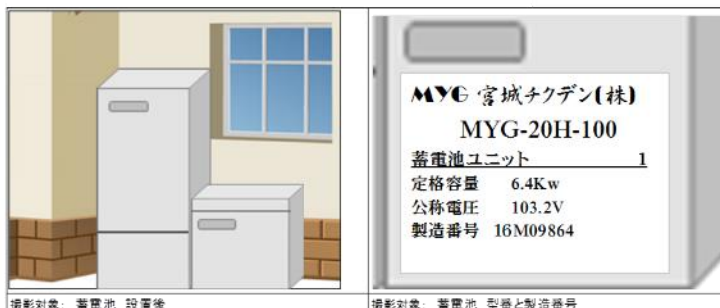 MYG 宮城チクデン(株)
MYG-20H-100
蓄電池ユニット 1
定格容量 6.4Kw
公称電圧 103.2V
製造番号 16M09864
撮影対象: 蓄電池 設置後
撮影対象: 蓄電池 型番と製造番号